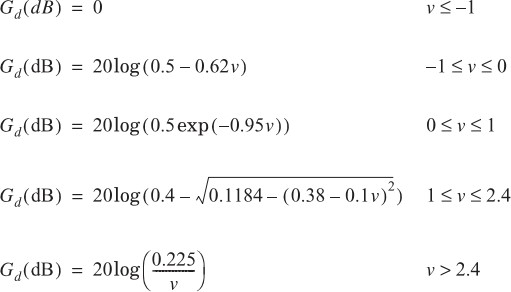 G_d(dB) = 0 v ≤ −1
G_d(dB) = 20log(0.5 − 0.62v) −1 ≤ v ≤ 0
G_d(dB) = 20log(0.5exp(−0.95v)) 0 ≤ v ≤ 1
G_d(dB) = 20log(0.4 − √(0.1184 − (0.38 − 0.1v)²)) 1 ≤ v ≤ 2.4
G_d(dB) = 20log(0.225/v) v > 2.4